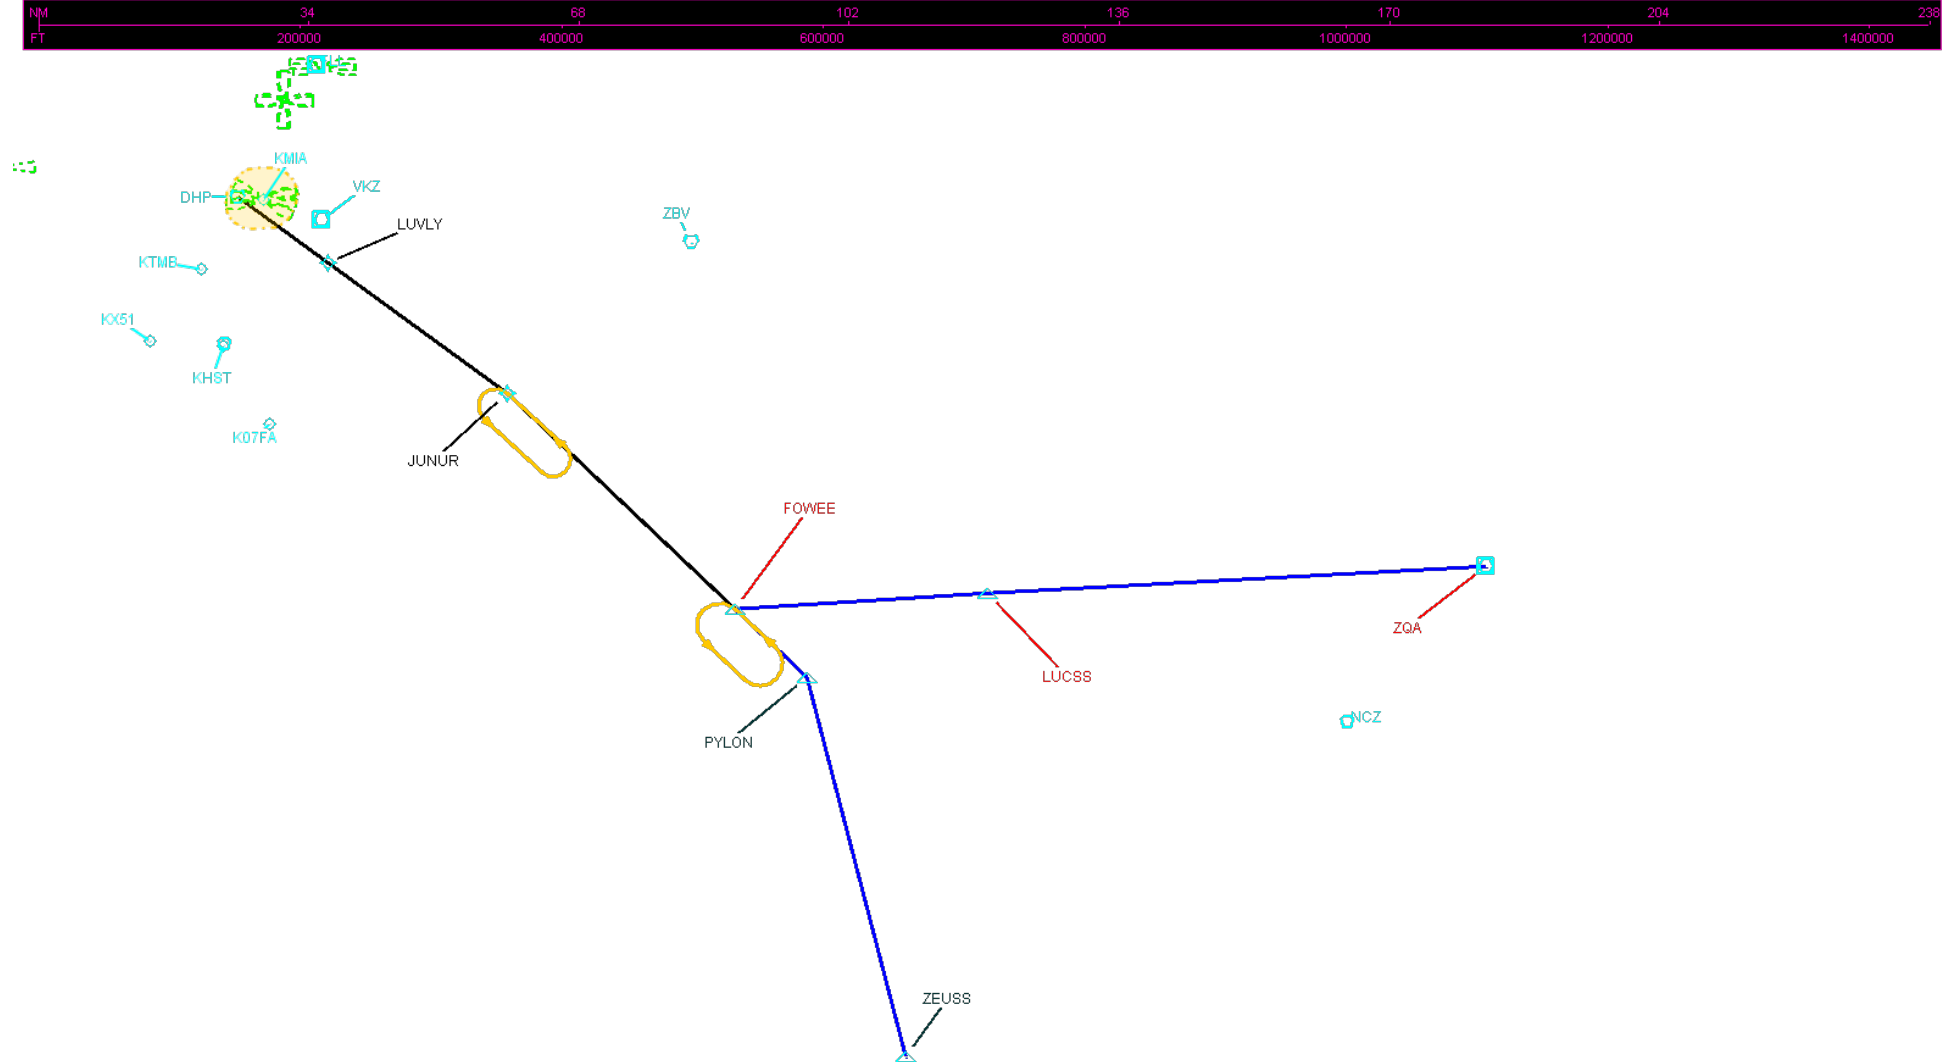 NM 34 68 102 136 170 204 238
FT 200000 400000 600000 800000 1000000 1200000 1400000
KMIA
DHP
VKZ
ZBV
LUVLY
KTMB
KX51
KHST
K07FA
JUNUR
FOWEE
ZQA
LUCSS
NCZ
PYLON
ZEUSS